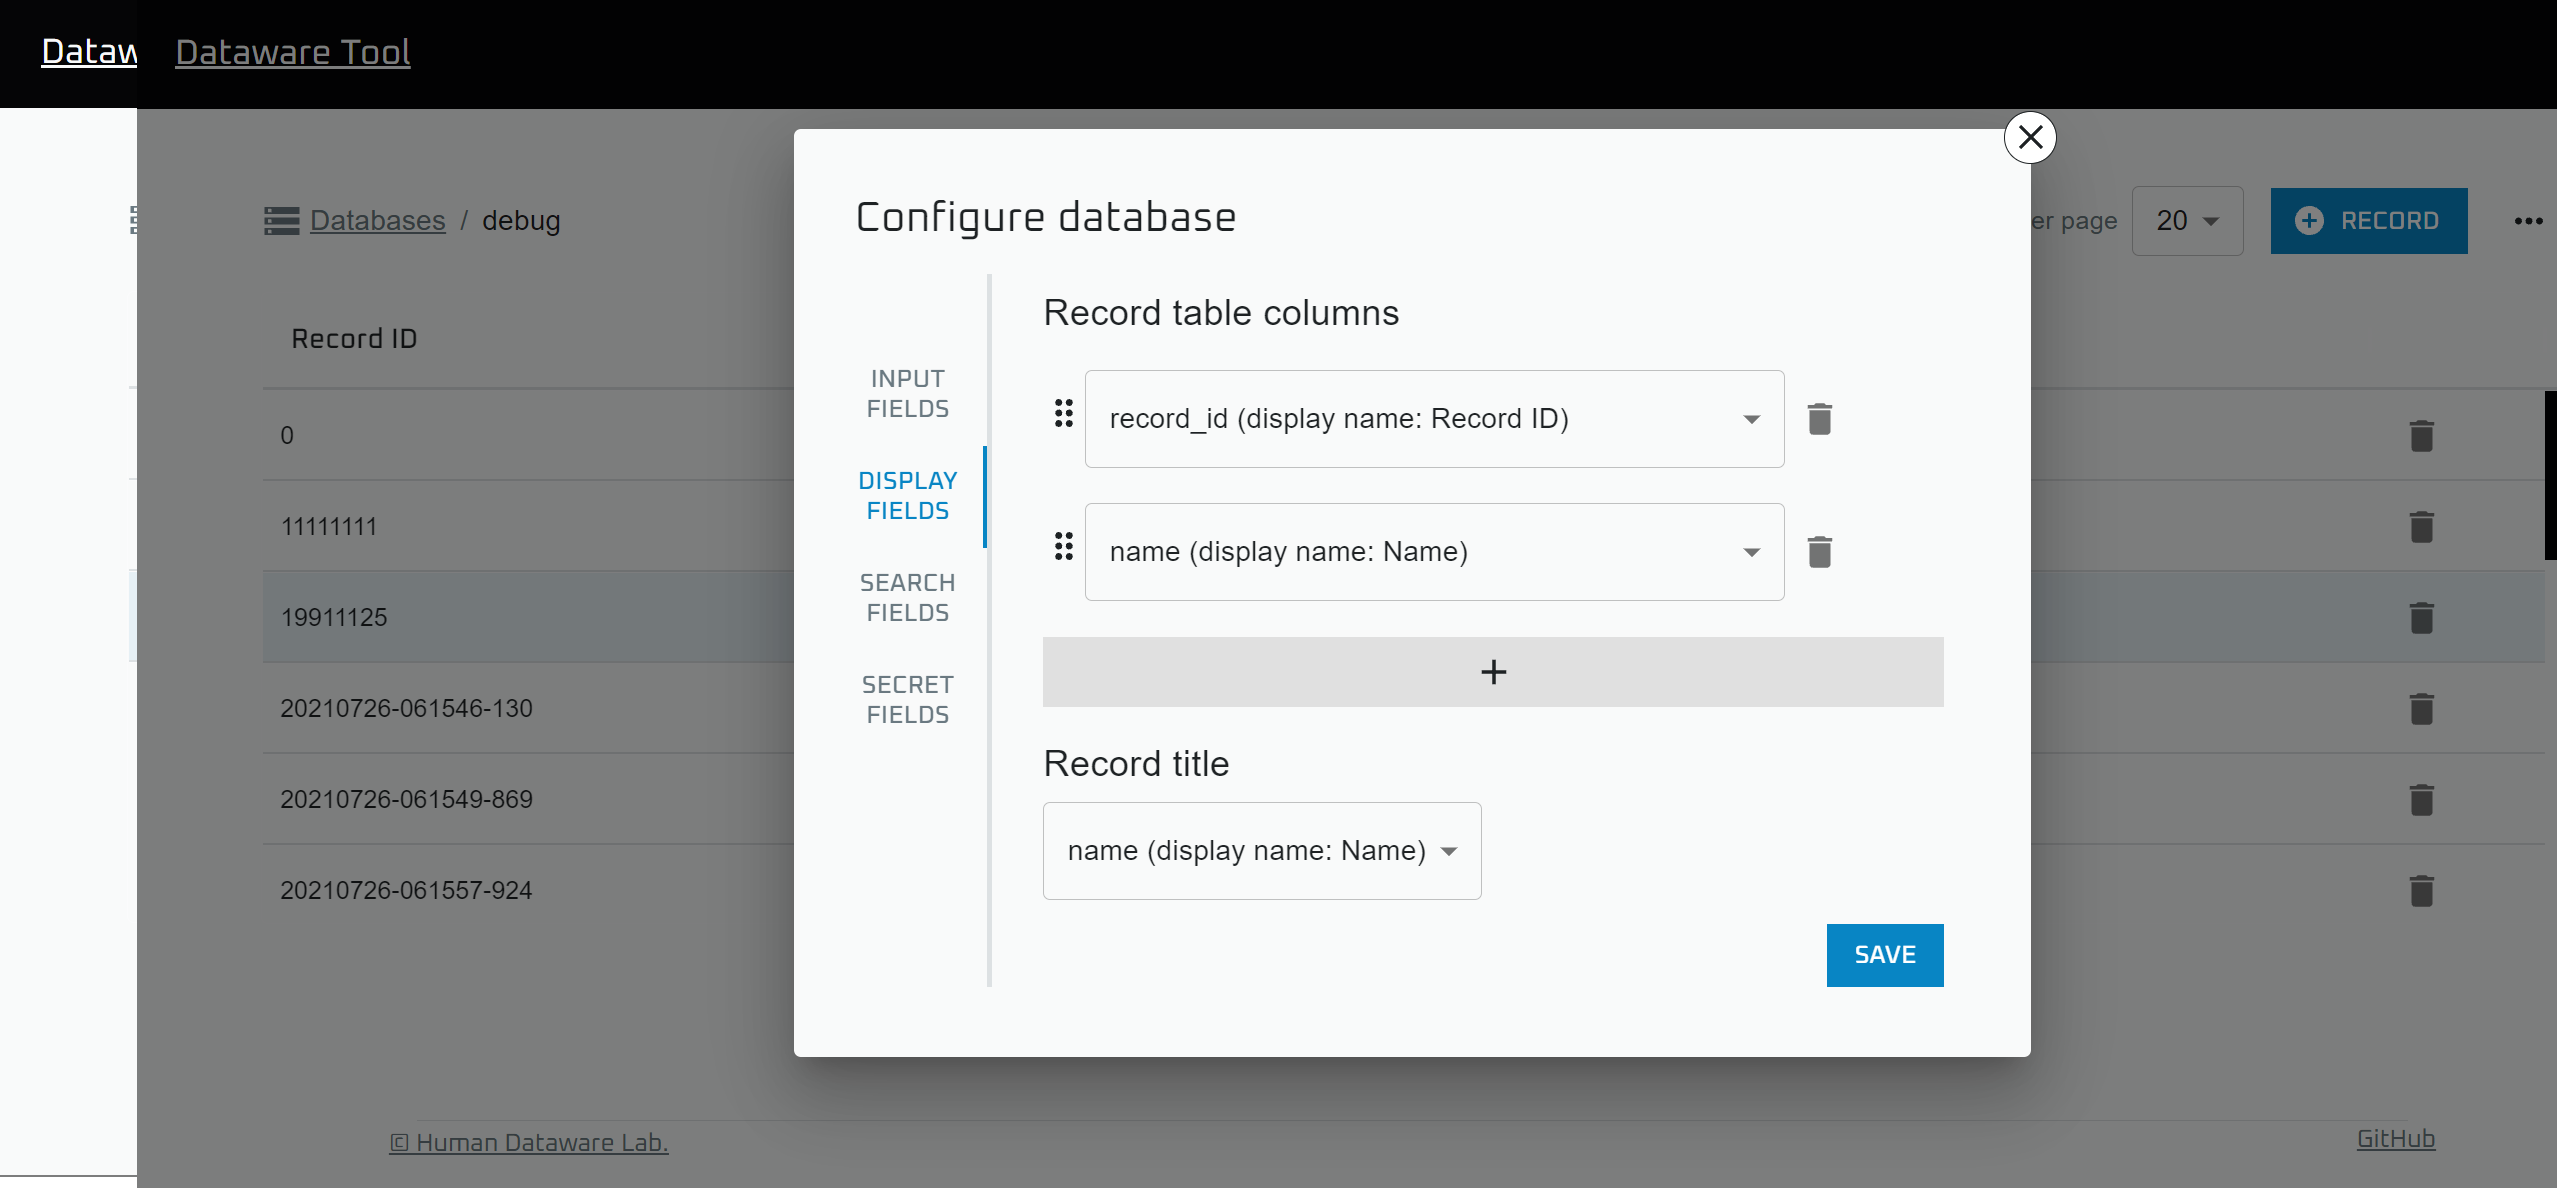 Dataw
Dataware Tool
Databases / debug
er page
20
RECORD
Record ID
0
11111111
19911125
20210726-061546-130
20210726-061549-869
20210726-061557-924
Configure database
INPUT
FIELDS
DISPLAY
FIELDS
SEARCH
FIELDS
SECRET
FIELDS
Record table columns
record_id (display name: Record ID)
name (display name: Name)
+
Record title
name (display name: Name)
SAVE
© Human Dataware Lab.
GitHub